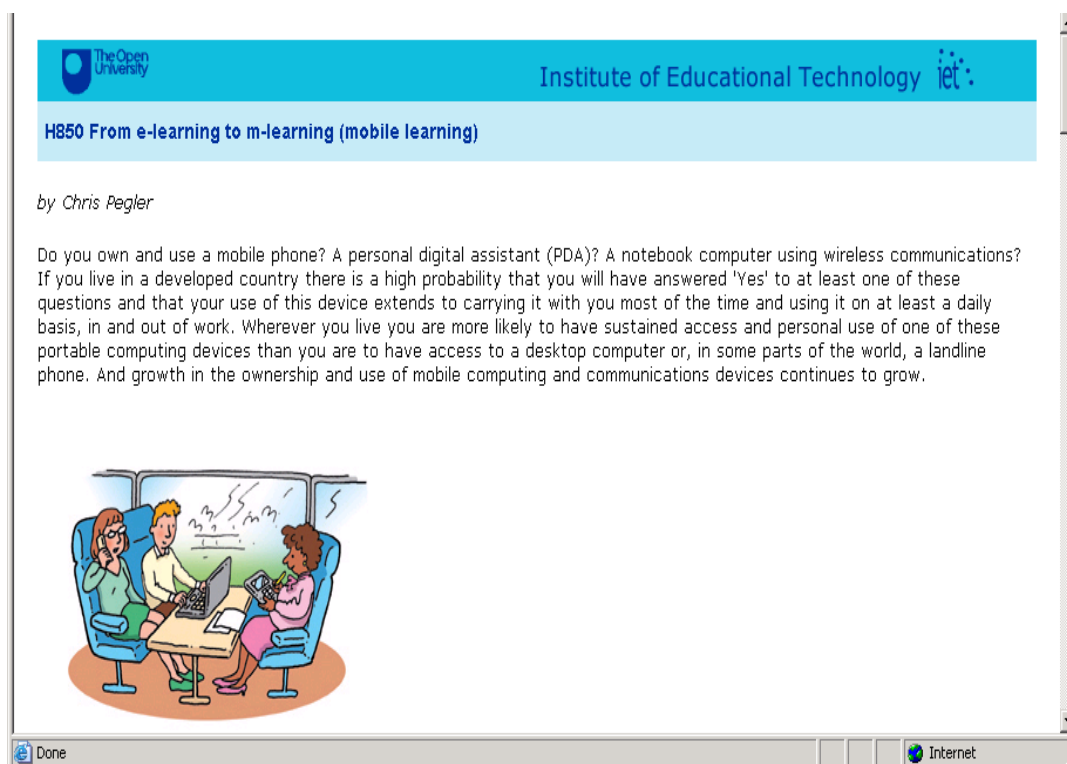 The Open
University
Institute of Educational Technology iet
H850 From e-learning to m-learning (mobile learning)
by Chris Pegler
Do you own and use a mobile phone? A personal digital assistant (PDA)? A notebook computer using wireless communications?
If you live in a developed country there is a high probability that you will have answered 'Yes' to at least one of these
questions and that your use of this device extends to carrying it with you most of the time and using it on at least a daily
basis, in and out of work. Wherever you live you are more likely to have sustained access and personal use of one of these
portable computing devices than you are to have access to a desktop computer or, in some parts of the world, a landline
phone. And growth in the ownership and use of mobile computing and communications devices continues to grow.
Done
Internet